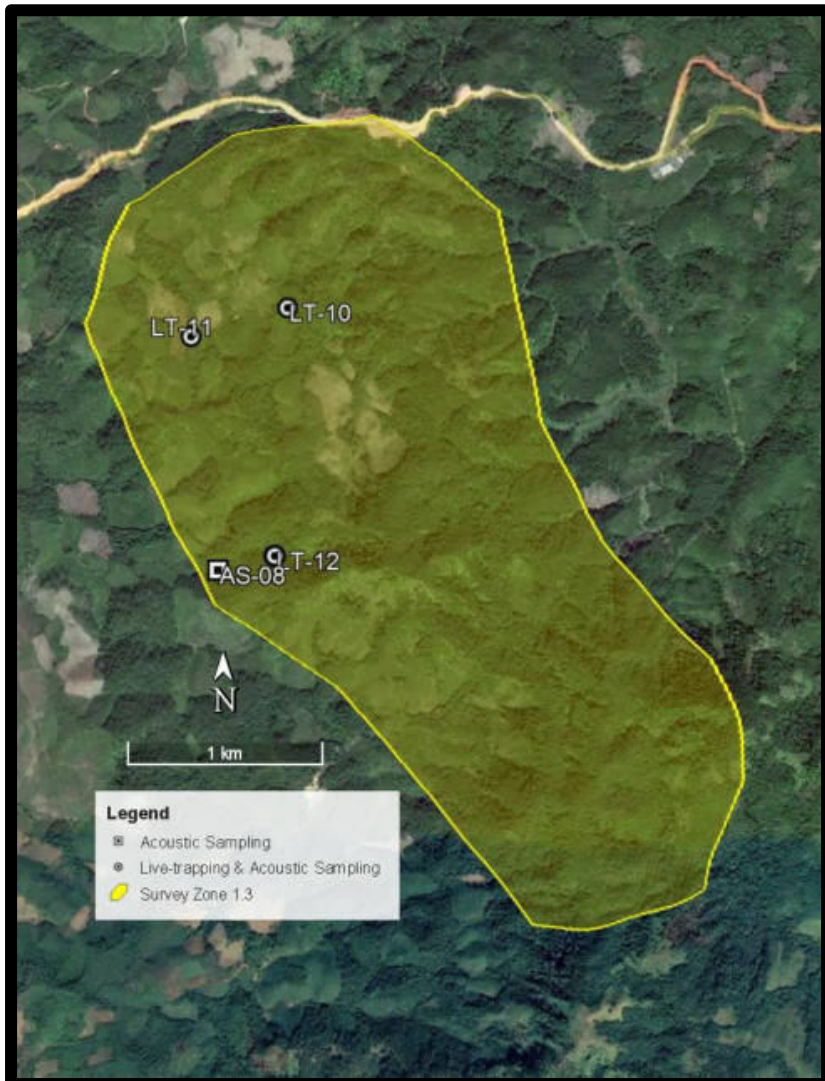 LT-10
LT-11
LT-12
AS-08
N
1 km
Legend
Acoustic Sampling
Live-trapping & Acoustic Sampling
Survey Zone 1.3